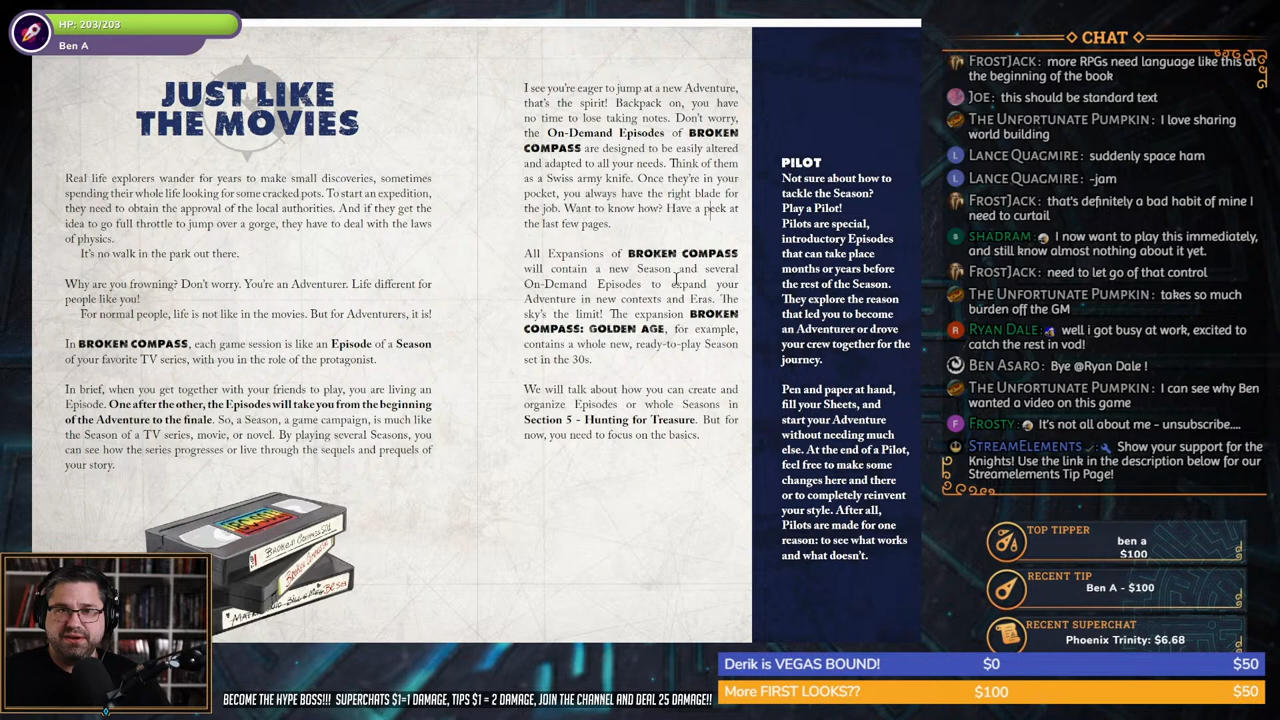 HP: 203/203
Ben A
JUST LIKE
THE MOVIES
Real life explorers wander for years to make small discoveries, sometimes
spending their whole life looking for some cracked pots. To start an expedition,
they need to obtain the approval of the local authorities. And if they get the
idea to go full throttle to jump over a gorge, they have to deal with the laws
of physics.
It's no walk in the park out there.
Why are you frowning? Don't worry. You're an Adventurer. Life different for
people like you!
For normal people, life is not like in the movies. But for Adventurers, it is!
In BROKEN COMPASS, each game session is like an Episode of a Season
of your favorite TV series, with you in the role of the protagonist.
In brief, when you get together with your friends to play, you are living an
Episode. One after the other, the Episodes will take you from the beginning
of the Adventure to the finale. So, a Season, a game campaign, is much like
the Season of a TV series, movie, or novel. By playing several Seasons, you
can see how the series progresses or live through the sequels and prequels of
your story.
BROKEN COMPASS S01
I see you're eager to jump at a new Adventure,
that's the spirit! Backpack on, you have
no time to lose taking notes. Don't worry,
the On-Demand Episodes of BROKEN
COMPASS are designed to be easily altered
and adapted to all your needs. Think of them
as a Swiss army knife. Once they're in your
pocket, you always have the right blade for
the job. Want to know how? Have a peek at
the last few pages.
All Expansions of BROKEN COMPASS
will contain a new Season and several
On-Demand Episodes to expand your
Adventure in new contexts and Eras. The
sky's the limit! The expansion BROKEN
COMPASS: GOLDEN AGE, for example,
contains a whole new, ready-to-play Season
set in the 30s.
We will talk about how you can create and
organize Episodes or whole Seasons in
Section 5 - Hunting for Treasure. But for
now, you need to focus on the basics.
PILOT
Not sure about how to
tackle the Season?
Play a Pilot!
Pilots are special,
introductory Episodes
that can take place
months or years before
the rest of the Season.
They explore the reason
that led you to become
an Adventurer or drove
your crew together for the
journey.
Pen and paper at hand,
fill your Sheets, and
start your Adventure
without needing much
else. At the end of a Pilot,
feel free to make some
changes here and there
or to completely reinvent
your style. After all,
Pilots are made for one
reason: to see what works
and what doesn't.
CHAT
FROSTJACK: more RPGs need language like this at
the beginning of the book
JOE: this should be standard text
THE UNFORTUNATE PUMPKIN: I love sharing
world building
LANCE QUAGMIRE: suddenly space ham
LANCE QUAGMIRE: -jam
FROSTJACK: that's definitely a bad habit of mine I
need to curtail
SHADRAM: I now want to play this immediately,
and still know almost nothing about it yet.
FROSTJACK: need to let go of that control
THE UNFORTUNATE PUMPKIN: takes so much
burden off the GM
RYAN DALE: well i got busy at work, excited to
catch the rest in vod!
BEN ASARO: Bye @Ryan Dale !
THE UNFORTUNATE PUMPKIN: I can see why Ben
wanted a video on this game
FROSTY: It's not all about me - unsubscribe....
STREAMELEMENTS: Show your support for the
Knights! Use the link in the description below for our
Streamelements Tip Page!
TOP TIPPER
ben a
$100
RECENT TIP
Ben A - $100
RECENT SUPERCHAT
Phoenix Trinity: $6.68
Derik is VEGAS BOUND! $0 $50
More FIRST LOOKS?? $100 $50
BECOME THE HYPE BOSS!!! SUPERCHATS $1=1 DAMAGE, TIPS $1 = 2 DAMAGE, JOIN THE CHANNEL AND DEAL 25 DAMAGE!!